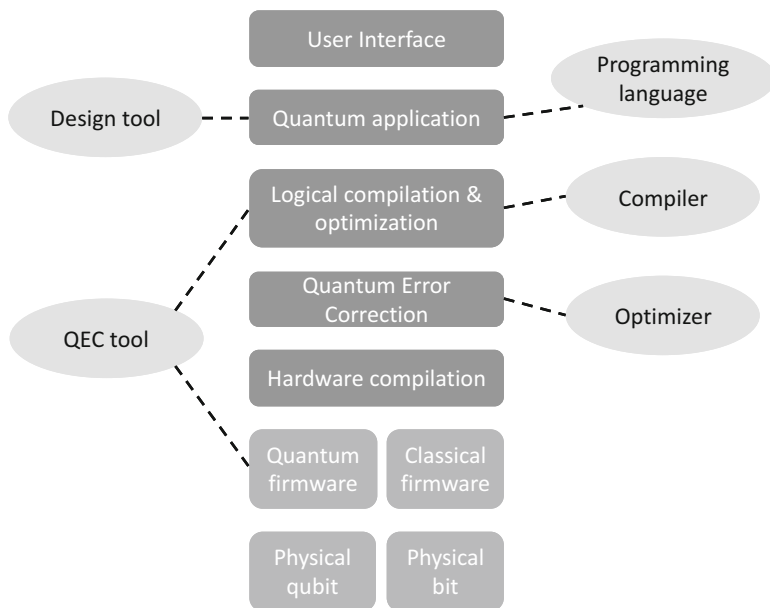 User Interface
Programming
language
Design tool
Quantum application
Logical compilation &
optimization
Compiler
Quantum Error
Correction
Optimizer
QEC tool
Hardware compilation
Quantum
firmware
Classical
firmware
Physical
qubit
Physical
bit